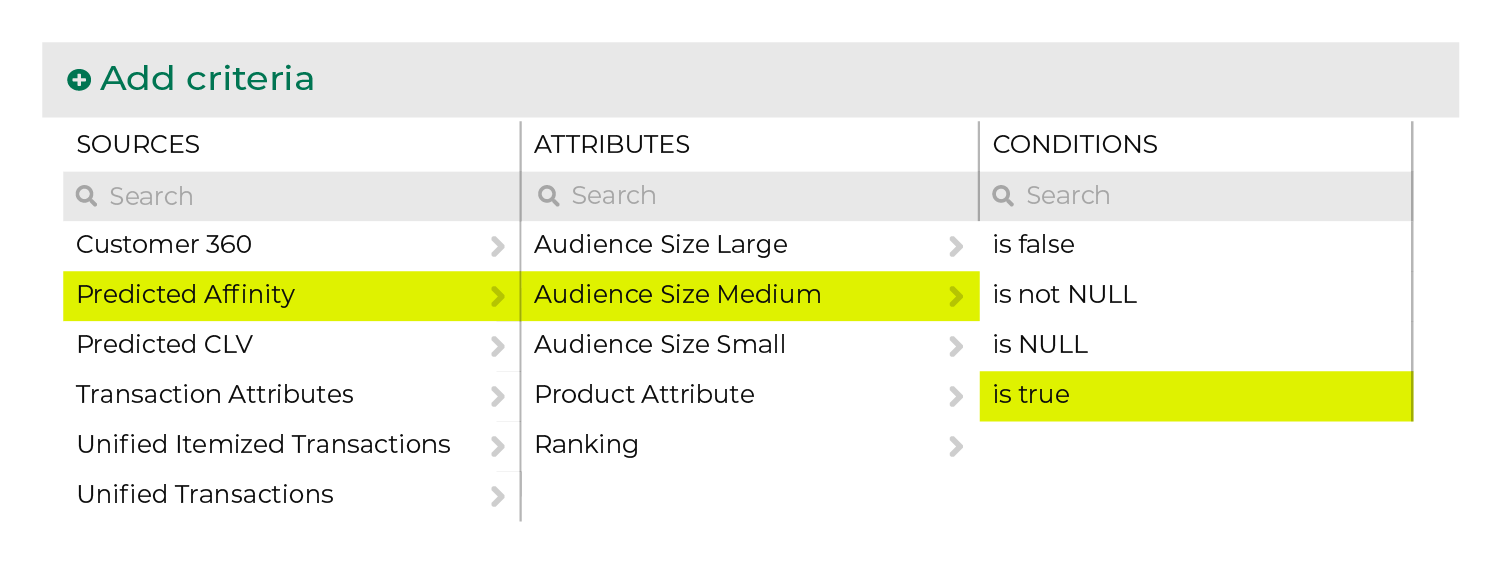 Add criteria
SOURCES
ATTRIBUTES
CONDITIONS
Search
Search
Search
Customer 360
Audience Size Large
is false
Predicted Affinity
Audience Size Medium
is not NULL
Predicted CLV
Audience Size Small
is NULL
Transaction Attributes
Product Attribute
is true
Unified Itemized Transactions
Ranking
Unified Transactions